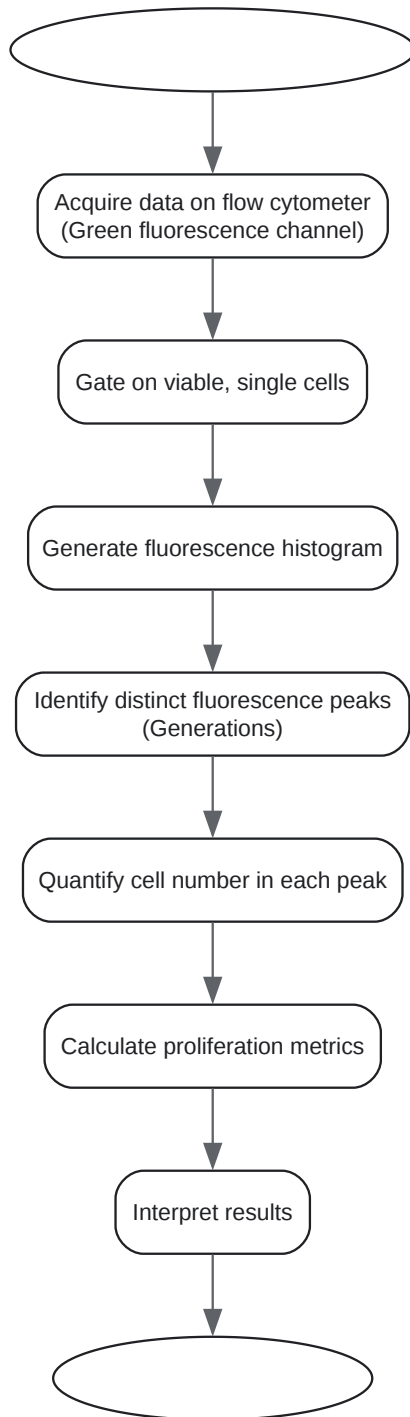 Acquire data on flow cytometer
(Green fluorescence channel)
Gate on viable, single cells
Generate fluorescence histogram
Identify distinct fluorescence peaks
(Generations)
Quantify cell number in each peak
Calculate proliferation metrics
Interpret results